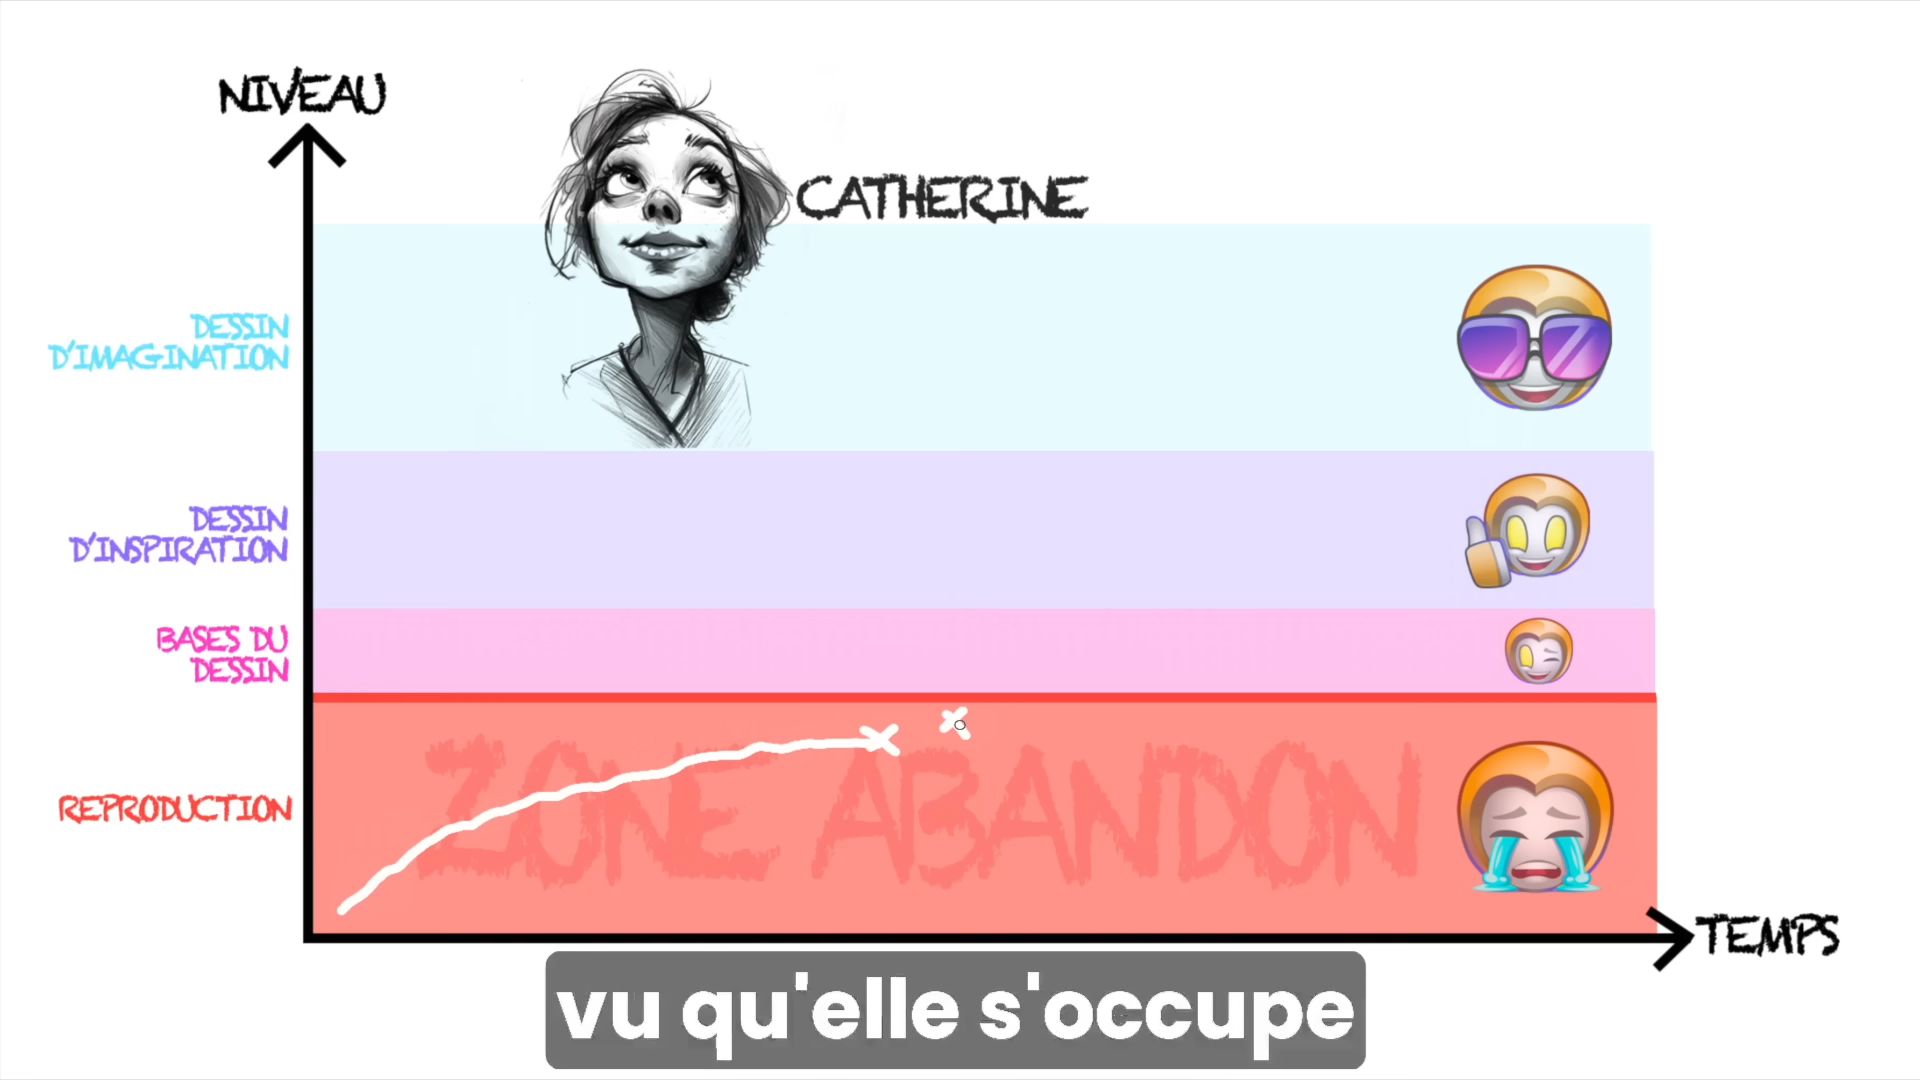 NIVEAU
CATHERINE
DESSIN
D'IMAGINATION
DESSIN
D'INSPIRATION
BASES DU
DESSIN
ZONE ABANDON
REPRODUCTION
TEMPS
vu qu'elle s'occupe